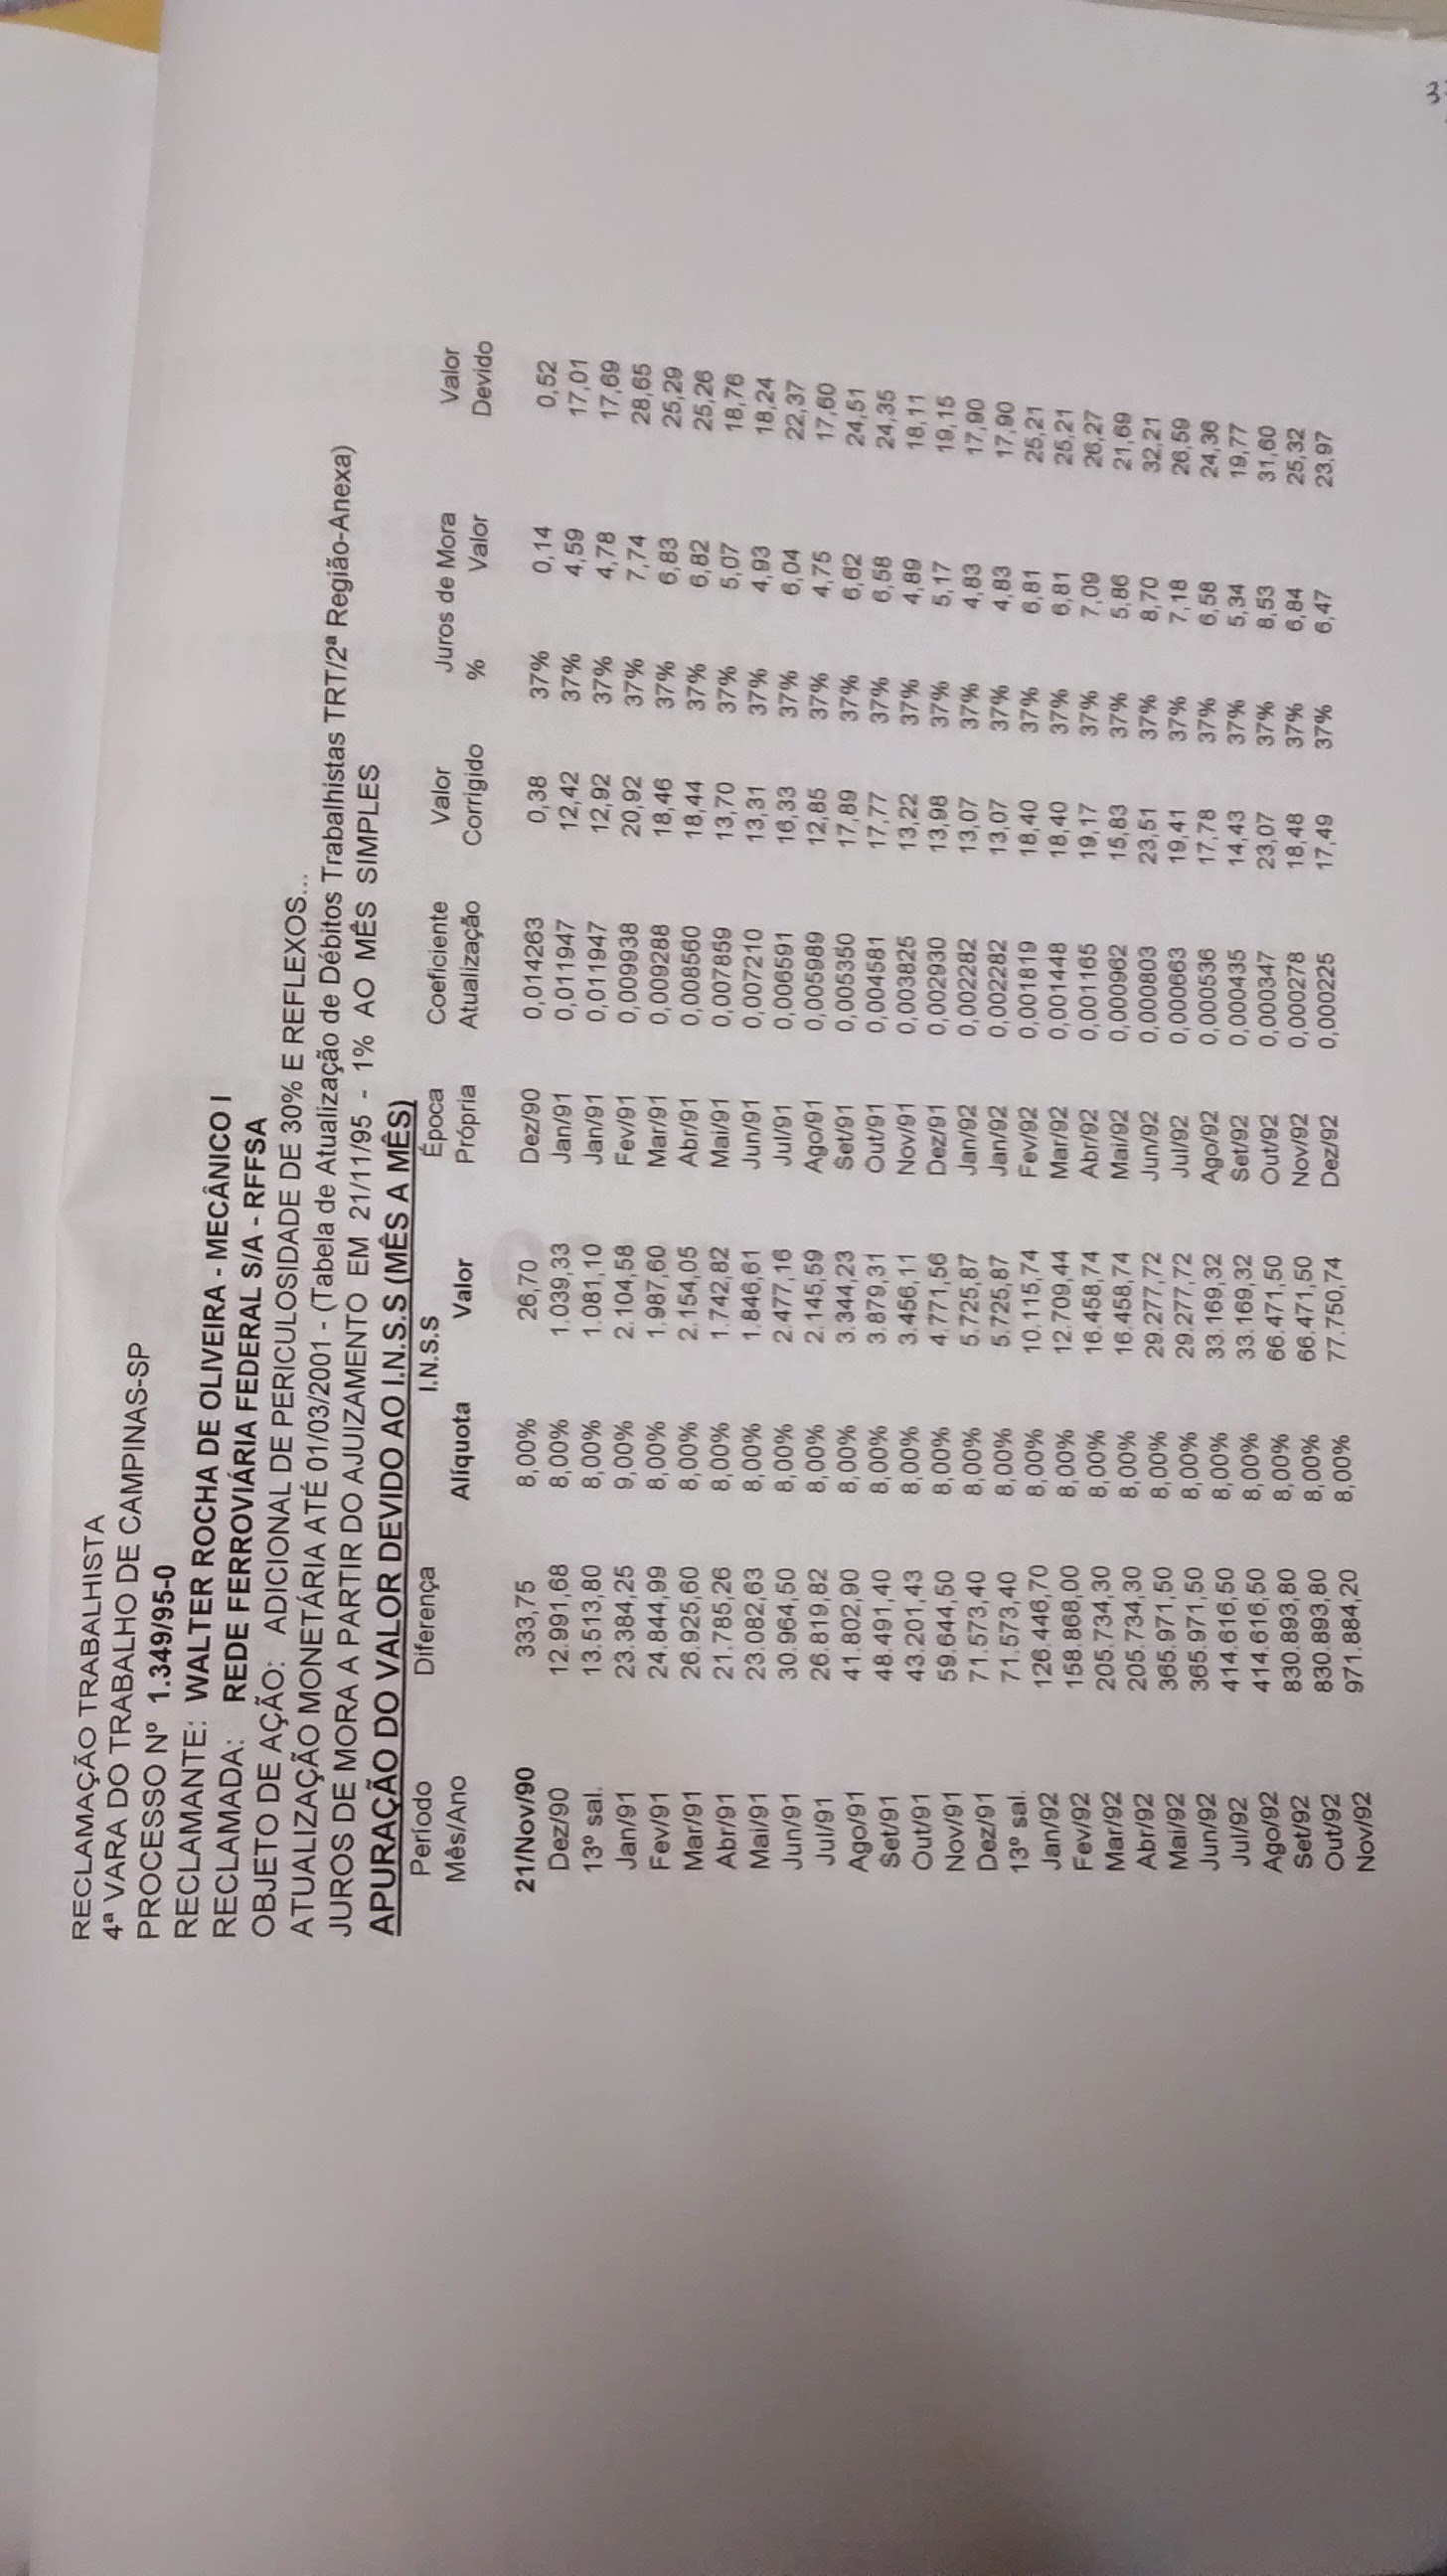 RECLAMAÇÃO TRABALHISTA
4ª VARA DO TRABALHO DE CAMPINAS-SP
PROCESSO Nº 1.349/95-0
RECLAMANTE: WALTER ROCHA DE OLIVEIRA - MECÂNICO I
RECLAMADA: REDE FERROVIÁRIA FEDERAL S/A - RFFSA
OBJETO DE AÇÃO: ADICIONAL DE PERICULOSIDADE DE 30% E REFLEXOS...
ATUALIZAÇÃO MONETÁRIA ATÉ 01/03/2001 - (Tabela de Atualização de Débitos Trabalhistas TRT/2ª Região-Anexa)
JUROS DE MORA A PARTIR DO AJUIZAMENTO EM 21/11/95 - 1% AO MÊS SIMPLES
APURAÇÃO DO VALOR DEVIDO AO I.N.S.S (MÊS A MÊS)
Período Diferença I.N.S.S Época Coeficiente Valor Juros de Mora Valor
Mês/Ano Alíquota Valor Própria Atualização Corrigido % Valor Devido
21/Nov/90 333,75 8,00% 26,70 Dez/90 0,014263 0,38 37% 0,14 0,52
Dez/90 12.991,68 8,00% 1.039,33 Jan/91 0,011947 12,42 37% 4,59 17,01
13º sal. 13.513,80 8,00% 1.081,10 Jan/91 0,011947 12,92 37% 4,78 17,69
Jan/91 23.384,25 9,00% 2.104,58 Fev/91 0,009938 20,92 37% 7,74 28,65
Fev/91 24.844,99 8,00% 1.987,60 Mar/91 0,009288 18,46 37% 6,83 25,29
Mar/91 26.925,60 8,00% 2.154,05 Abr/91 0,008560 18,44 37% 6,82 25,26
Abr/91 21.785,26 8,00% 1.742,82 Mai/91 0,007859 13,70 37% 5,07 18,76
Mai/91 23.082,63 8,00% 1.846,61 Jun/91 0,007210 13,31 37% 4,93 18,24
Jun/91 30.964,50 8,00% 2.477,16 Jul/91 0,006591 16,33 37% 6,04 22,37
Jul/91 26.819,82 8,00% 2.145,59 Ago/91 0,005989 12,85 37% 4,75 17,60
Ago/91 41.802,90 8,00% 3.344,23 Set/91 0,005350 17,89 37% 6,62 24,51
Set/91 48.491,40 8,00% 3.879,31 Out/91 0,004581 17,77 37% 6,58 24,35
Out/91 43.201,43 8,00% 3.456,11 Nov/91 0,003825 13,22 37% 4,89 18,11
Nov/91 59.644,50 8,00% 4.771,56 Dez/91 0,002930 13,98 37% 5,17 19,15
Dez/91 71.573,40 8,00% 5.725,87 Jan/92 0,002282 13,07 37% 4,83 17,90
13º sal. 71.573,40 8,00% 5.725,87 Jan/92 0,002282 13,07 37% 4,83 17,90
Jan/92 126.446,70 8,00% 10.115,74 Fev/92 0,001819 18,40 37% 6,81 25,21
Fev/92 158.868,00 8,00% 12.709,44 Mar/92 0,001448 18,40 37% 6,81 25,21
Mar/92 205.734,30 8,00% 16.458,74 Abr/92 0,001165 19,17 37% 7,09 26,27
Abr/92 205.734,30 8,00% 16.458,74 Mai/92 0,000962 15,83 37% 5,86 21,69
Mai/92 365.971,50 8,00% 29.277,72 Jun/92 0,000803 23,51 37% 8,70 32,21
Jun/92 365.971,50 8,00% 29.277,72 Jul/92 0,000663 19,41 37% 7,18 26,59
Jul/92 414.616,50 8,00% 33.169,32 Ago/92 0,000536 17,78 37% 6,58 24,36
Ago/92 414.616,50 8,00% 33.169,32 Set/92 0,000435 14,43 37% 5,34 19,77
Set/92 830.893,80 8,00% 66.471,50 Out/92 0,000347 23,07 37% 8,53 31,60
Out/92 830.893,80 8,00% 66.471,50 Nov/92 0,000278 18,48 37% 6,84 25,32
Nov/92 971.884,20 8,00% 77.750,74 Dez/92 0,000225 17,49 37% 6,47 23,97